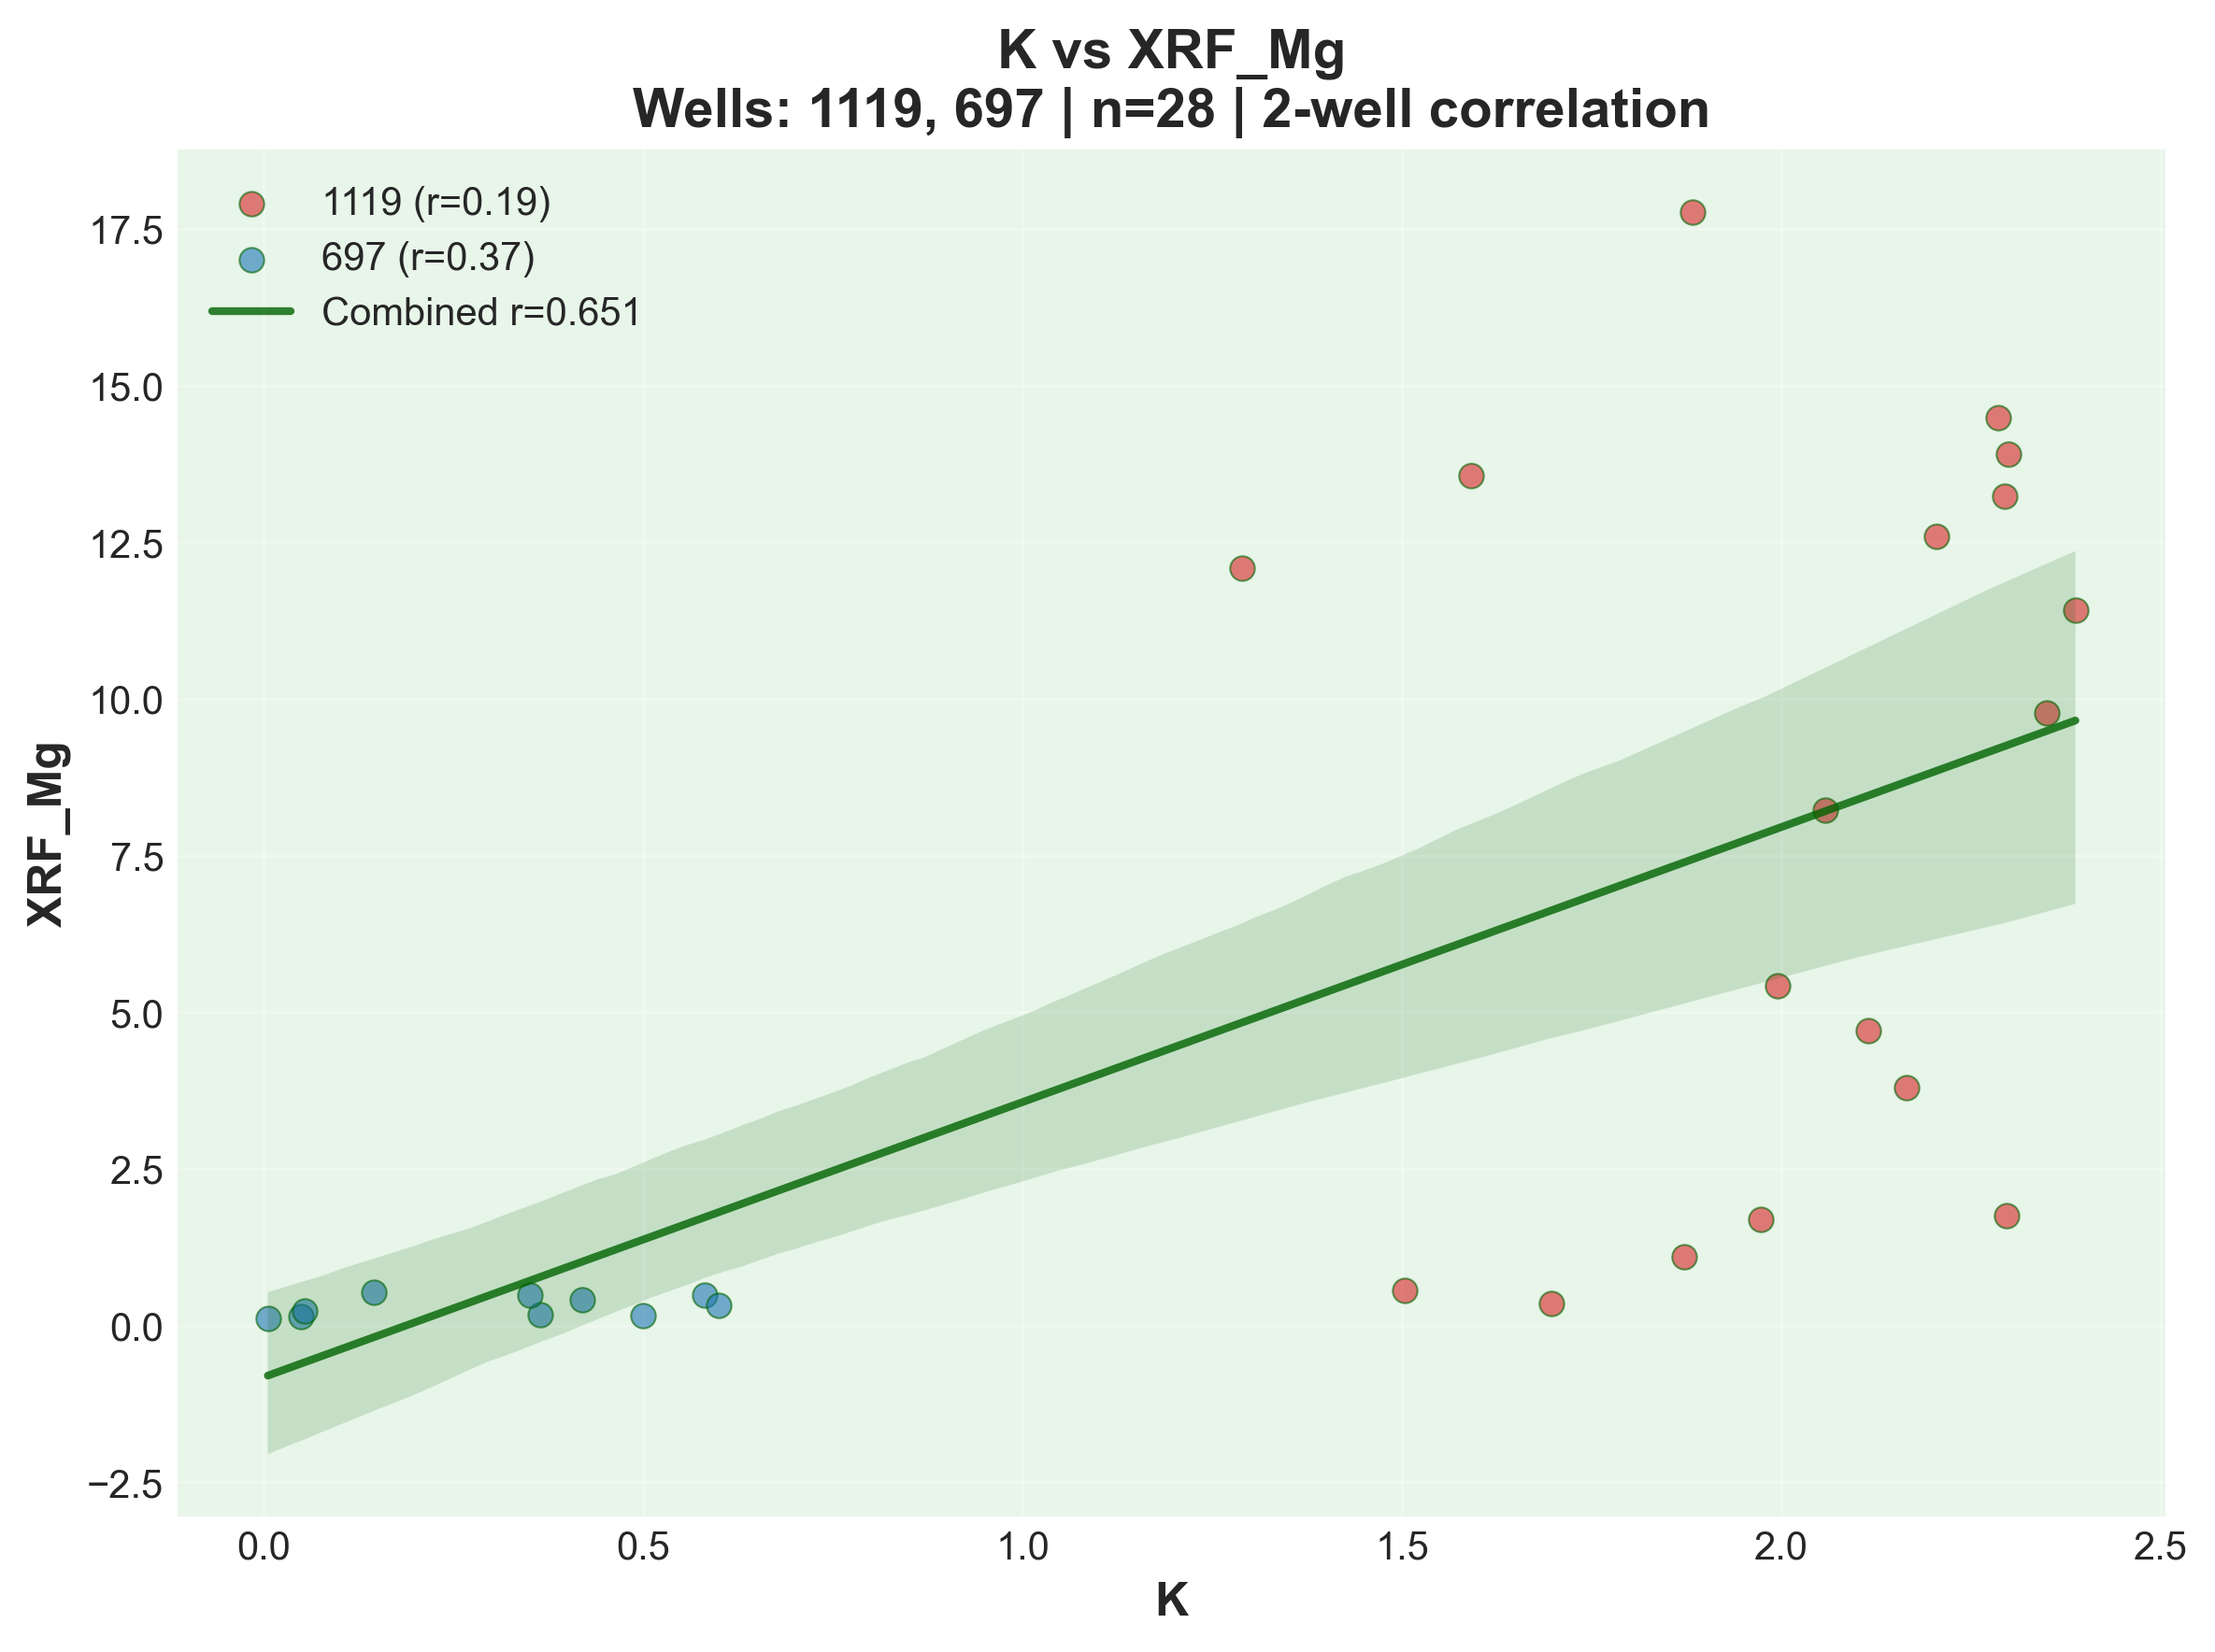 K vs XRF_Mg
Wells: 1119, 697 | n=28 | 2-well correlation
1119 (r=0.19)
697 (r=0.37)
Combined r=0.651
XRF_Mg
17.5
15.0
12.5
10.0
7.5
5.0
2.5
0.0
−2.5
0.0 0.5 1.0 1.5 2.0 2.5
K